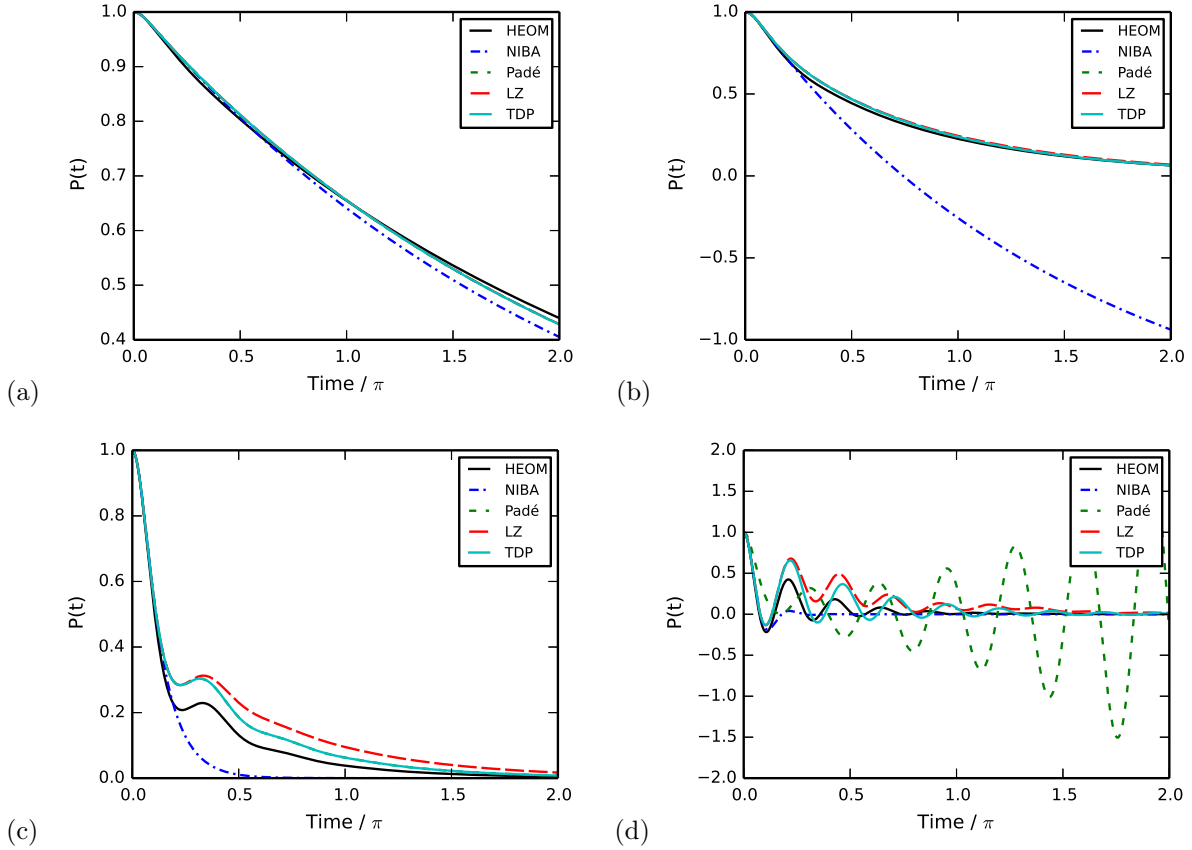 1.0
0.9
0.8
0.7
0.6
0.5
0.4
P(t)
0.0 0.5 1.0 1.5 2.0
Time / π
HEOM
NIBA
Padé
LZ
TDP
(a)
1.0
0.5
0.0
−0.5
−1.0
P(t)
0.0 0.5 1.0 1.5 2.0
Time / π
HEOM
NIBA
Padé
LZ
TDP
(b)
1.0
0.8
0.6
0.4
0.2
0.0
P(t)
0.0 0.5 1.0 1.5 2.0
Time / π
HEOM
NIBA
Padé
LZ
TDP
(c)
2.0
1.5
1.0
0.5
0.0
−0.5
−1.0
−1.5
−2.0
P(t)
0.0 0.5 1.0 1.5 2.0
Time / π
HEOM
NIBA
Padé
LZ
TDP
(d)